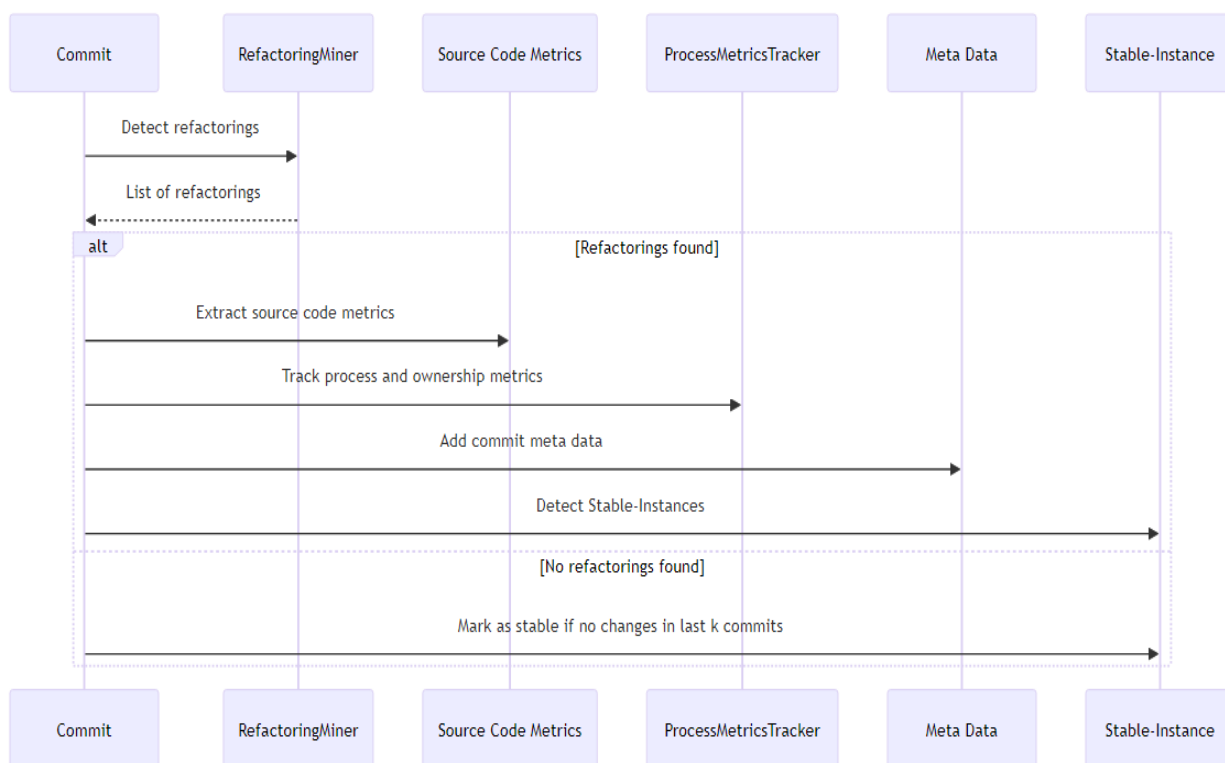 Commit
RefactoringMiner
Source Code Metrics
ProcessMetricsTracker
Meta Data
Stable-Instance
Detect refactorings
List of refactorings
alt
[Refactorings found]
Extract source code metrics
Track process and ownership metrics
Add commit meta data
Detect Stable-Instances
[No refactorings found]
Mark as stable if no changes in last k commits
Commit
RefactoringMiner
Source Code Metrics
ProcessMetricsTracker
Meta Data
Stable-Instance